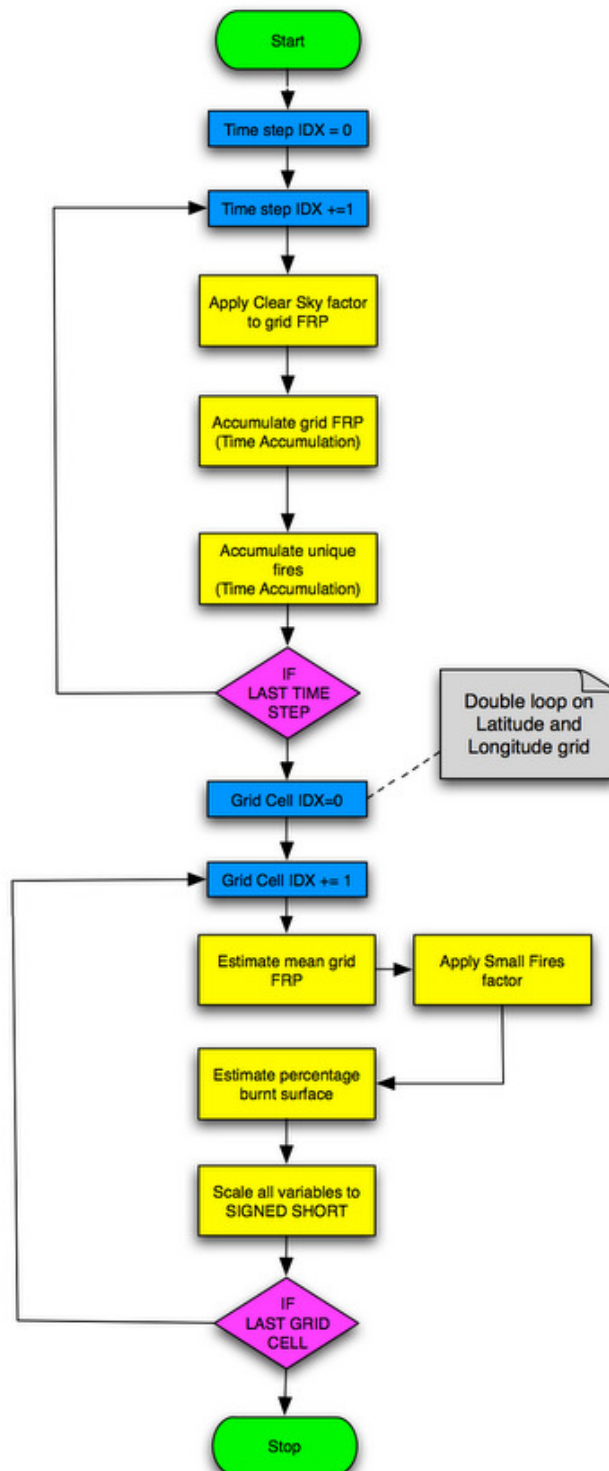 Start
Time step IDX = 0
Time step IDX +=1
Apply Clear Sky factor
to grid FRP
Accumulate grid FRP
(Time Accumulation)
Accumulate unique
fires
(Time Accumulation)
IF
LAST TIME
STEP
Double loop on
Latitude and
Longitude grid
Grid Cell IDX=0
Grid Cell IDX += 1
Estimate mean grid
FRP
Apply Small Fires
factor
Estimate percentage
burnt surface
Scale all variables to
SIGNED SHORT
IF
LAST GRID
CELL
Stop